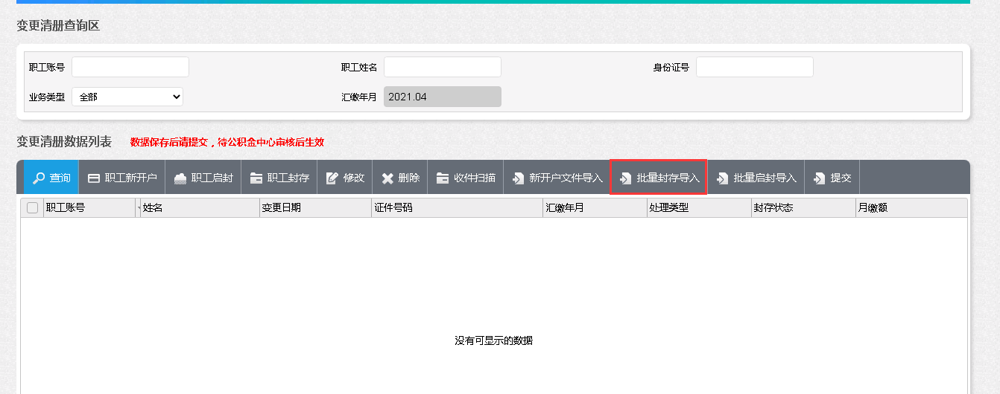 变更清册查询区
职工账号 职工姓名 身份证号
业务类型 全部 汇缴年月 2021.04
变更清册数据列表 数据保存后请提交，待公积金中心审核后生效
查询 职工新开户 职工启封 职工封存 修改 删除 收件扫描 新开户文件导入 批量封存导入 批量启封导入 提交
职工账号 姓名 变更日期 证件号码 汇缴年月 处理类型 封存状态 月缴额
没有可显示的数据